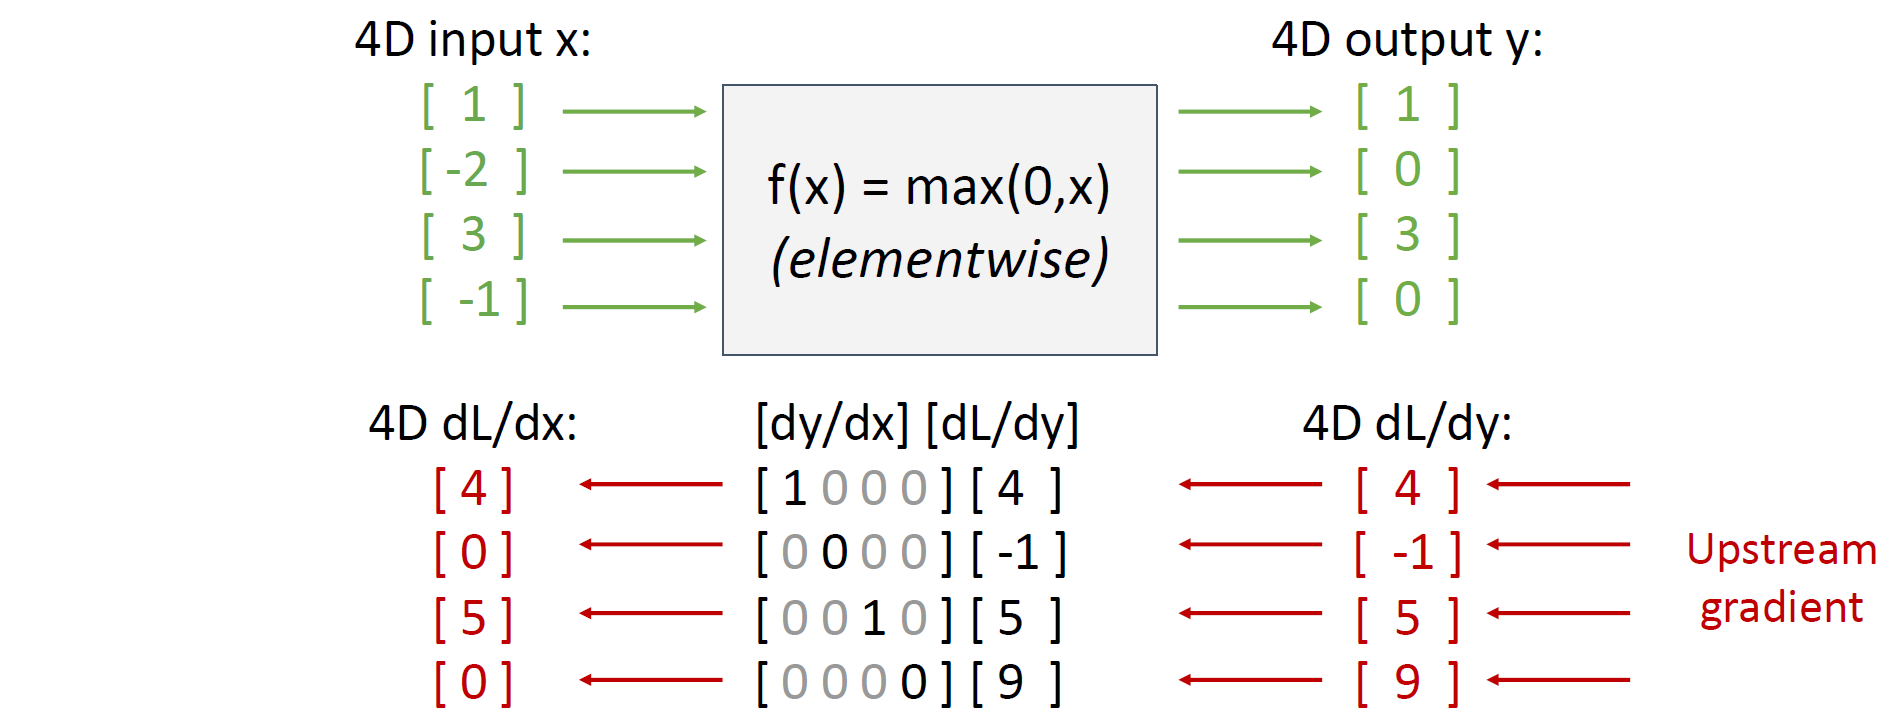 4D input x: 4D output y:
[ 1 ] [ 1 ]
[ -2 ] [ 0 ]
[ 3 ] [ 3 ]
[ -1 ] [ 0 ]
f(x) = max(0,x)
(elementwise)
4D dL/dx: [dy/dx] [dL/dy] 4D dL/dy:
[ 4 ] [ 1 0 0 0 ] [ 4 ] [ 4 ]
[ 0 ] [ 0 0 0 0 ] [ -1 ] [ -1 ]
[ 5 ] [ 0 0 1 0 ] [ 5 ] [ 5 ]
[ 0 ] [ 0 0 0 0 ] [ 9 ] [ 9 ]
Upstream
gradient